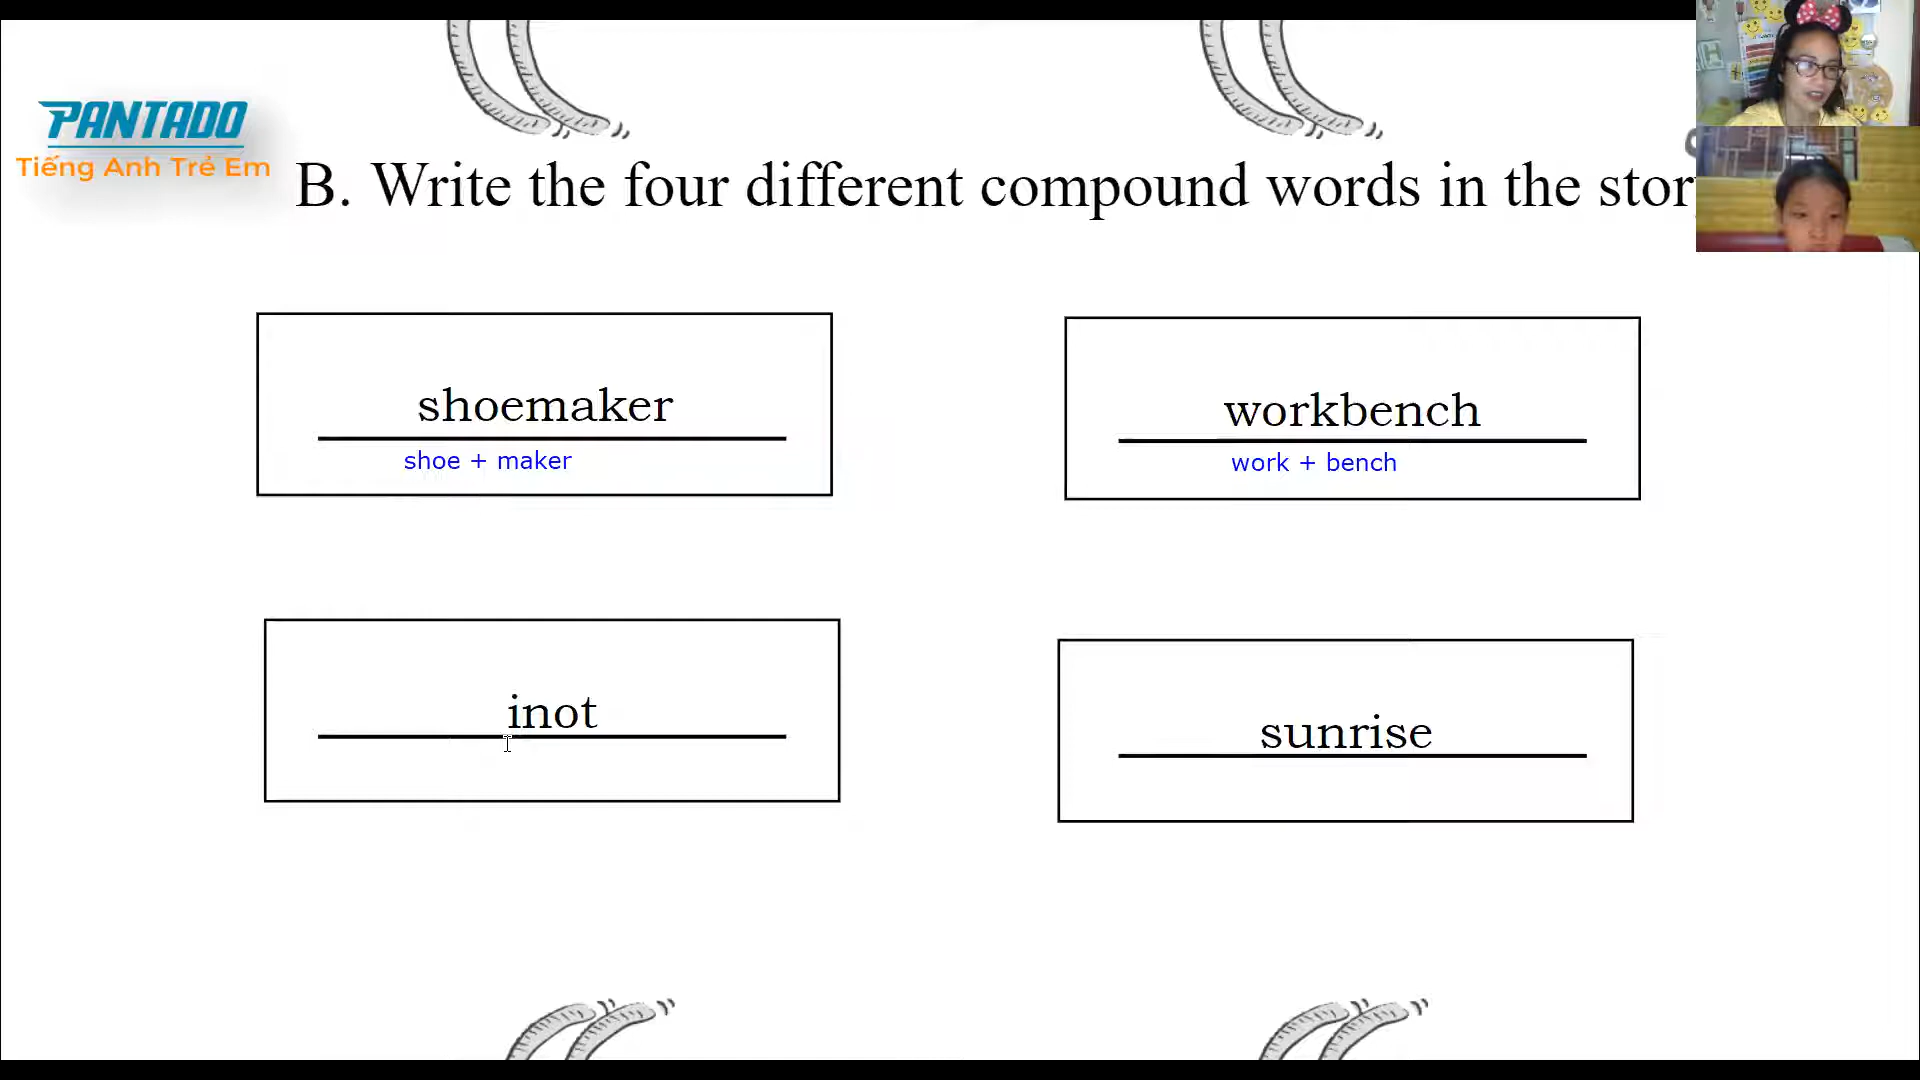 PANTADO
Tiếng Anh Trẻ Em
B. Write the four different compound words in the stor
shoemaker
shoe + maker
workbench
work + bench
inot
sunrise